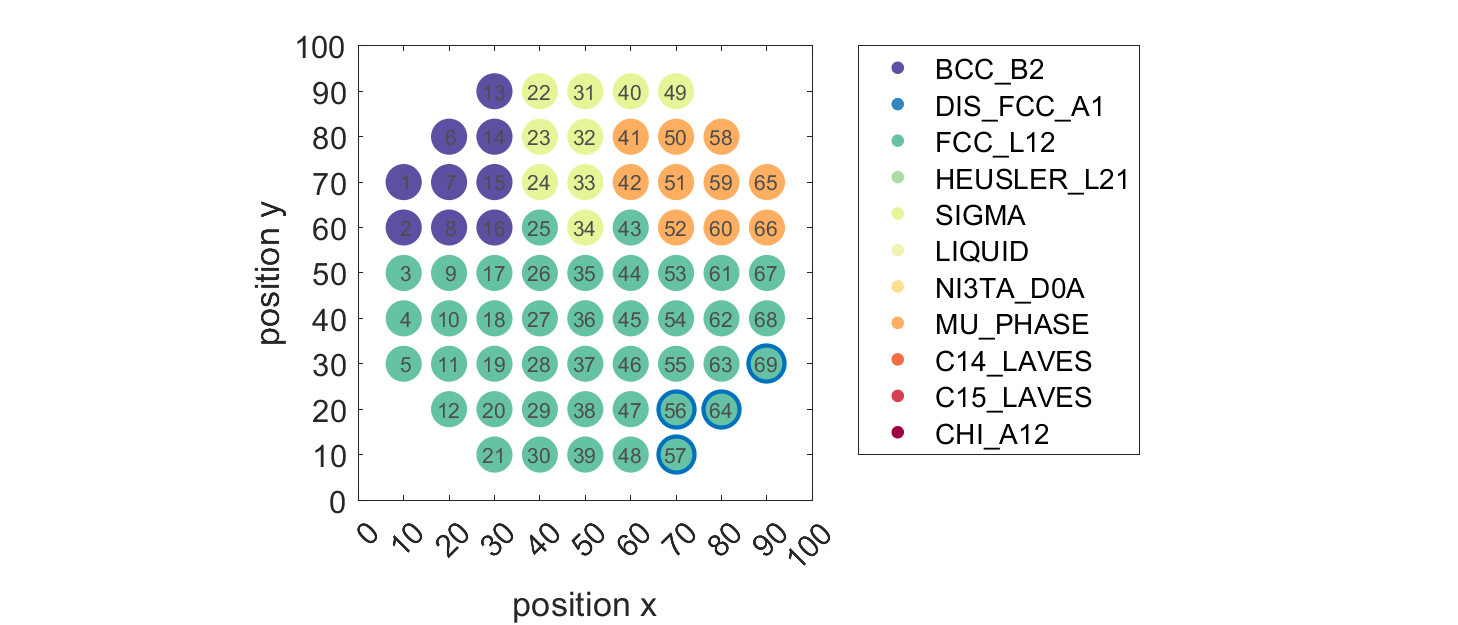 100
90 13 22 31 40 49
80 6 14 23 32 41 50 58
70 1 7 15 24 33 42 51 59 65
60 2 8 16 25 34 43 52 60 66
50 3 9 17 26 35 44 53 61 67
40 4 10 18 27 36 45 54 62 68
30 5 11 19 28 37 46 55 63 69
20 12 20 29 38 47 56 64
10 21 30 39 48 57
0
position y
0 10 20 30 40 50 60 70 80 90 100
position x
BCC_B2
DIS_FCC_A1
FCC_L12
HEUSLER_L21
SIGMA
LIQUID
NI3TA_D0A
MU_PHASE
C14_LAVES
C15_LAVES
CHI_A12